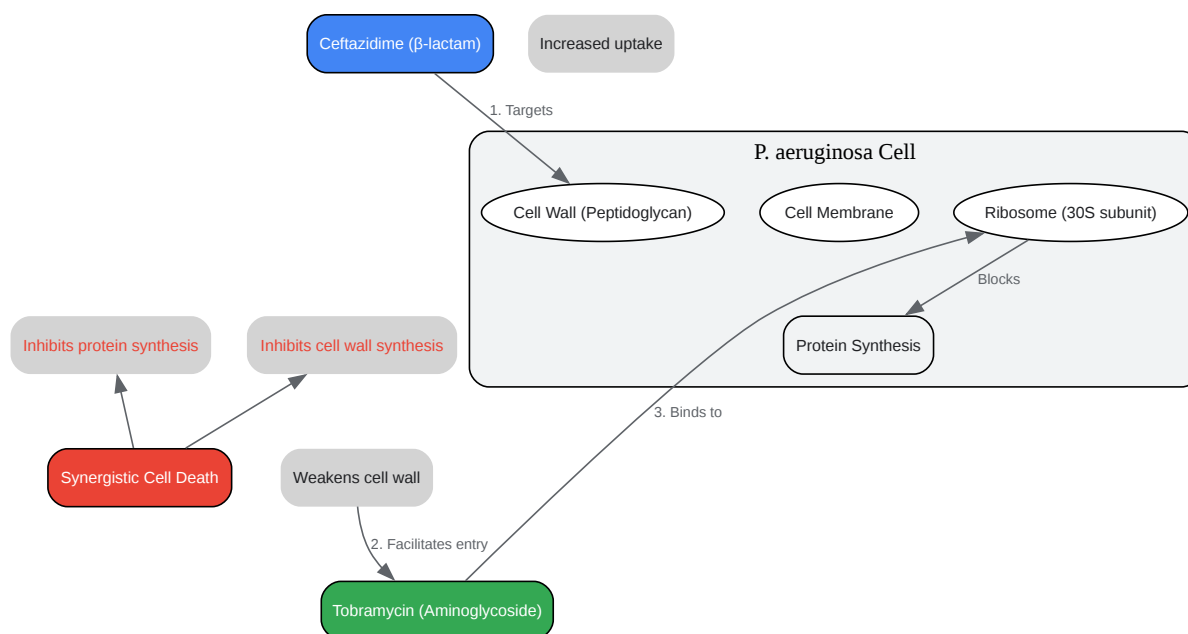 Ceftazidime (β-lactam)
Increased uptake
1. Targets
P. aeruginosa Cell
Cell Wall (Peptidoglycan)
Cell Membrane
Ribosome (30S subunit)
Blocks
Inhibits protein synthesis
Inhibits cell wall synthesis
Protein Synthesis
3. Binds to
Synergistic Cell Death
Weakens cell wall
2. Facilitates entry
Tobramycin (Aminoglycoside)